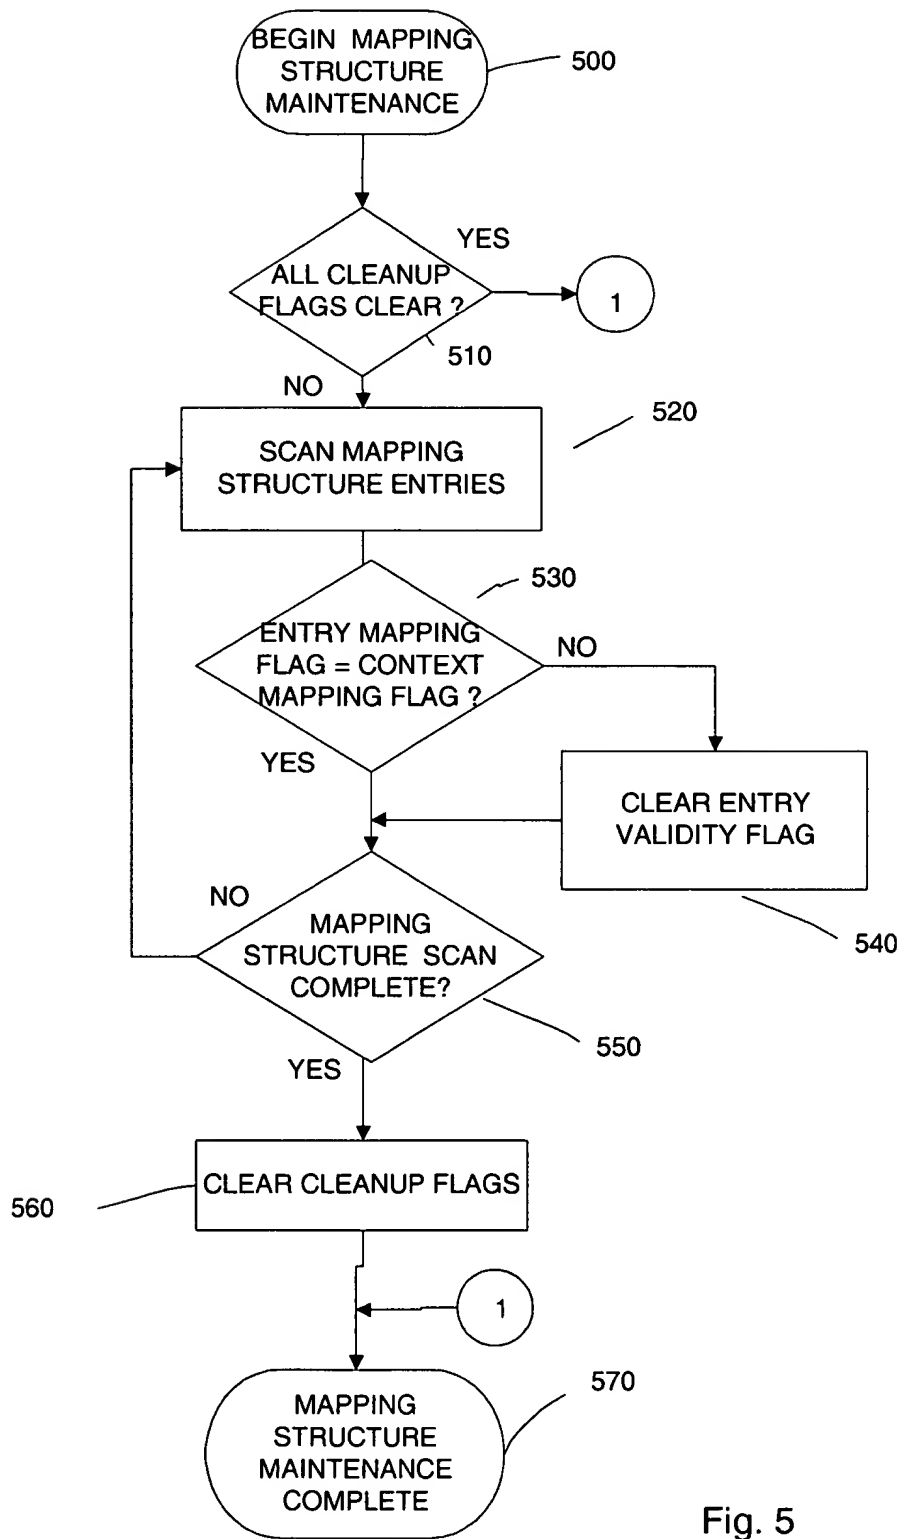 BEGIN MAPPING
STRUCTURE
MAINTENANCE
500
YES
ALL CLEANUP
FLAGS CLEAR ?
1
510
NO
520
SCAN MAPPING
STRUCTURE ENTRIES
530
ENTRY MAPPING
FLAG = CONTEXT
MAPPING FLAG ?
NO
YES
CLEAR ENTRY
VALIDITY FLAG
540
NO
MAPPING
STRUCTURE SCAN
COMPLETE?
550
YES
CLEAR CLEANUP FLAGS
560
1
570
MAPPING
STRUCTURE
MAINTENANCE
COMPLETE
Fig. 5